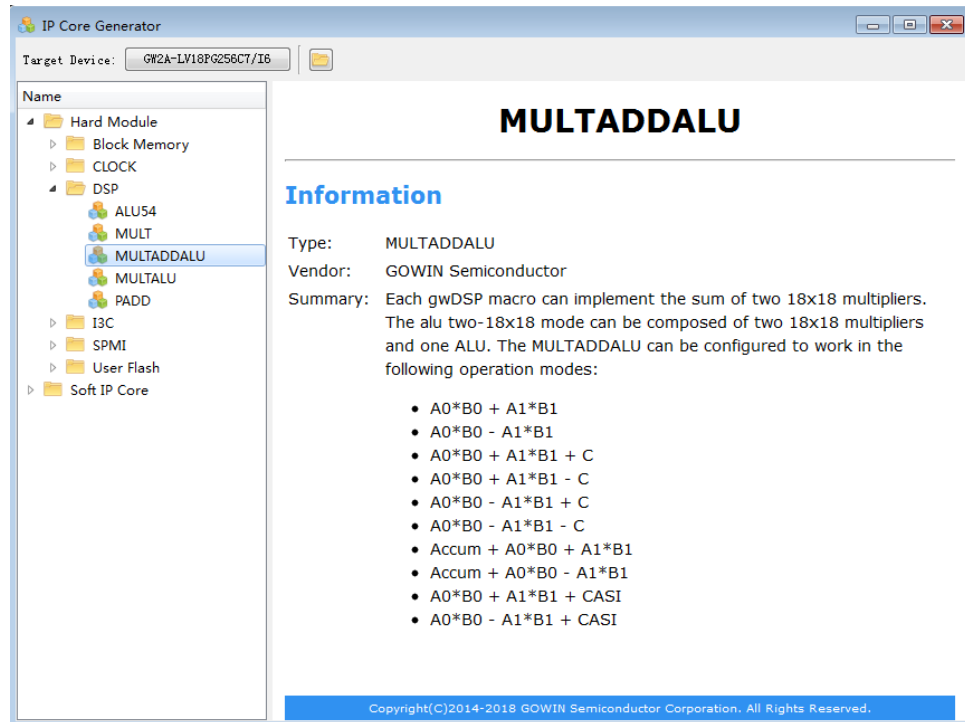 IP Core Generator
Target Device: GW2A-LV18PG256C7/I6
Name
Hard Module
Block Memory
CLOCK
DSP
ALU54
MULT
MULTADDALU
MULTALU
PADD
I3C
SPMI
User Flash
Soft IP Core
MULTADDALU
Information
Type: MULTADDALU
Vendor: GOWIN Semiconductor
Summary: Each gwDSP macro can implement the sum of two 18x18 multipliers.
The alu two-18x18 mode can be composed of two 18x18 multipliers
and one ALU. The MULTADDALU can be configured to work in the
following operation modes:
• A0*B0 + A1*B1
• A0*B0 - A1*B1
• A0*B0 + A1*B1 + C
• A0*B0 + A1*B1 - C
• A0*B0 - A1*B1 + C
• A0*B0 - A1*B1 - C
• Accum + A0*B0 + A1*B1
• Accum + A0*B0 - A1*B1
• A0*B0 + A1*B1 + CASI
• A0*B0 - A1*B1 + CASI
Copyright(C)2014-2018 GOWIN Semiconductor Corporation. All Rights Reserved.